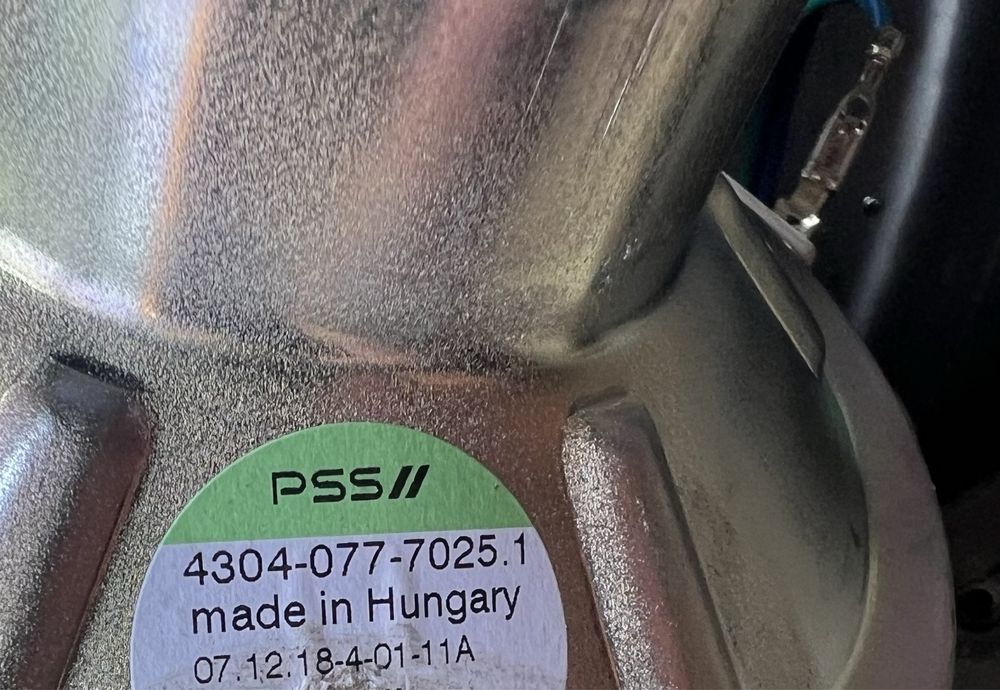 PSS//
4304-077-7025.1
made in Hungary
07.12.18-4-01-11A